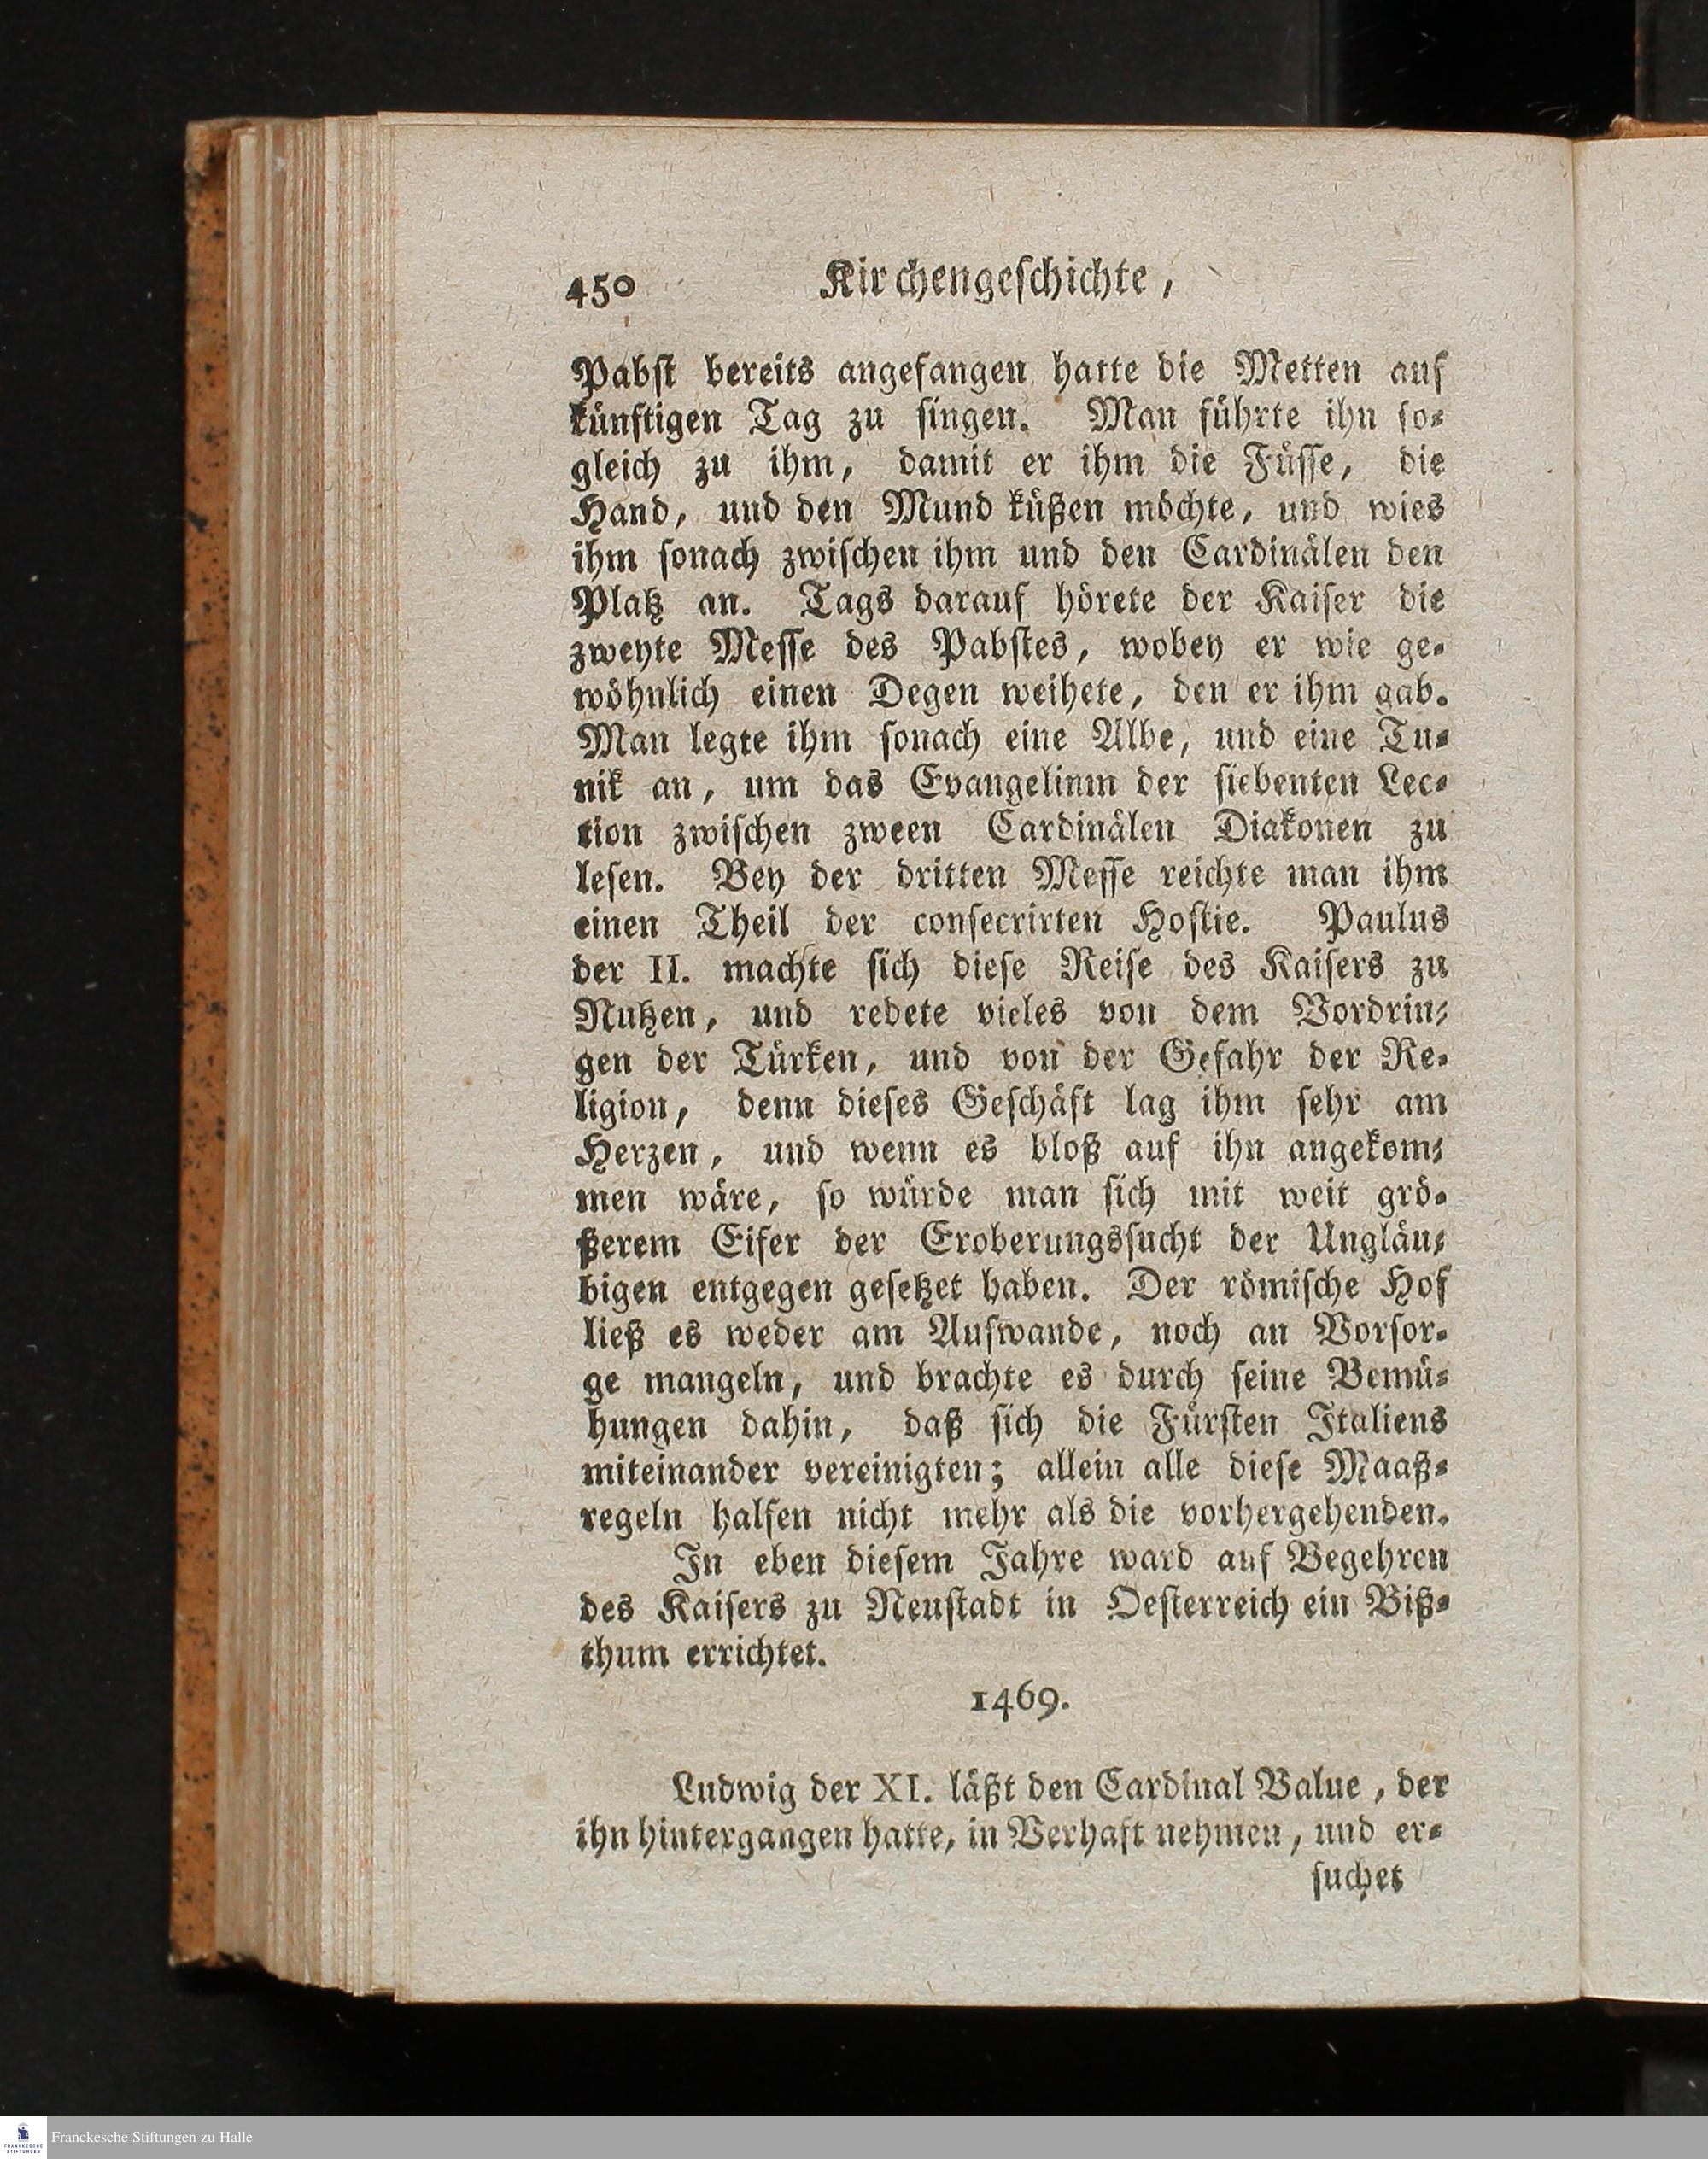 450 Kirchengeschichte,
Pabst bereits angefangen hatte die Metten auf
künftigen Tag zu singen. Man führte ihn so-
gleich zu ihm, damit er ihm die Füsse, die
Hand, und den Mund küßen möchte, und wies
ihm sonach zwischen ihm und den Cardinälen den
Platz an. Tags darauf hörete der Kaiser die
zweyte Messe des Pabstes, wobey er wie ge-
wöhnlich einen Degen weihete, den er ihm gab.
Man legte ihm sonach eine Albe, und eine Tu-
nik an, um das Evangelinm der siebenten Lec-
tion zwischen zween Cardinälen Diakonen zu
lesen. Bey der dritten Messe reichte man ihm
einen Theil der consecrirten Hostie. Paulus
der II. machte sich diese Reise des Kaisers zu
Nutzen, und redete vieles von dem Vordrin-
gen der Türken, und von der Gefahr der Re-
ligion, denn dieses Geschäft lag ihm sehr am
Herzen, und wenn es bloß auf ihn angekom-
men wäre, so würde man sich mit weit grö-
ßerem Eifer der Eroberungssucht der Ungläu-
bigen entgegen gesetzet haben. Der römische Hof
ließ es weder am Aufwande, noch an Vorsor-
ge mangeln, und brachte es durch seine Bemü-
hungen dahin, daß sich die Fürsten Italiens
miteinander vereinigten; allein alle diese Maaß-
regeln halfen nicht mehr als die vorhergehenden.
In eben diesem Jahre ward auf Begehren
des Kaisers zu Neustadt in Oesterreich ein Biß-
thum errichtet.
1469.
Ludwig der XI. läßt den Cardinal Balue, der
ihn hintergangen hatte, in Verhaft nehmen, und er-
suchet
Franckesche Stiftungen zu Halle
FRANCKESCHE
STIFTUNGEN